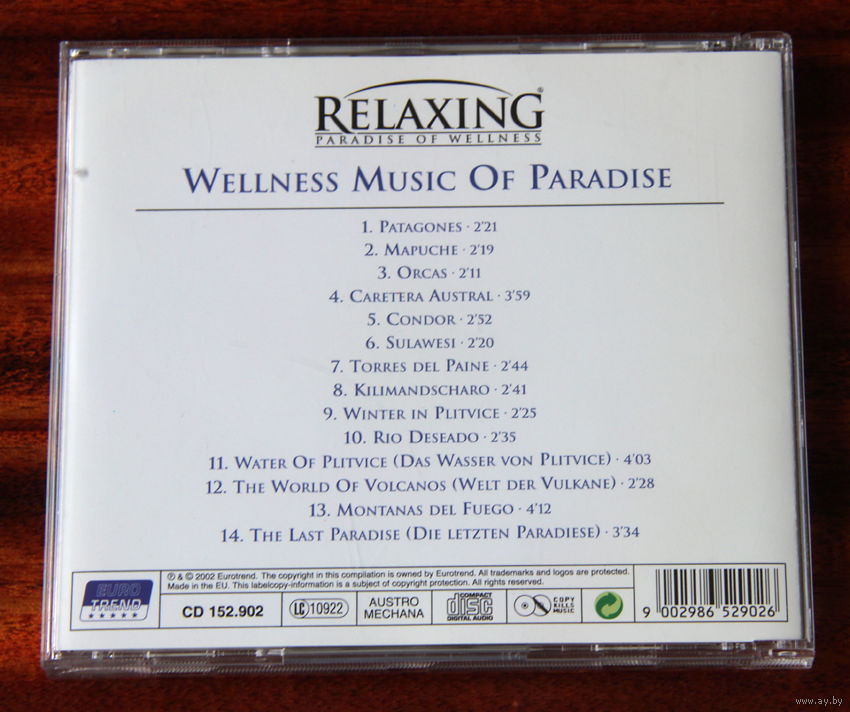 RELAXING®
PARADISE OF WELLNESS
WELLNESS MUSIC OF PARADISE
1. PATAGONES · 2'21
2. MAPUCHE · 2'19
3. ORCAS · 2'11
4. CARETERA AUSTRAL · 3'59
5. CONDOR · 2'52
6. SULAWESI · 2'20
7. TORRES DEL PAINE · 2'44
8. KILIMANDSCHARO · 2'41
9. WINTER IN PLITVICE · 2'25
10. RIO DESEADO · 2'35
11. WATER OF PLITVICE (DAS WASSER VON PLITVICE) · 4'03
12. THE WORLD OF VOLCANOS (WELT DER VULKANE) · 2'28
13. MONTANAS DEL FUEGO · 4'12
14. THE LAST PARADISE (DIE LETZTEN PARADIESE) · 3'34
EURO
TREND
℗ & © 2002 Eurotrend. The copyright in this compilation is owned by Eurotrend. All trademarks and logos are protected.
Made in the EU. This labelcopy-information is a subject of copyright protection. All rights reserved.
CD 152.902
LC 10922
AUSTRO
MECHANA
COMPACT
disc
DIGITAL AUDIO
COPY
KILLS
MUSIC
9 002986 529026
www.ay.by